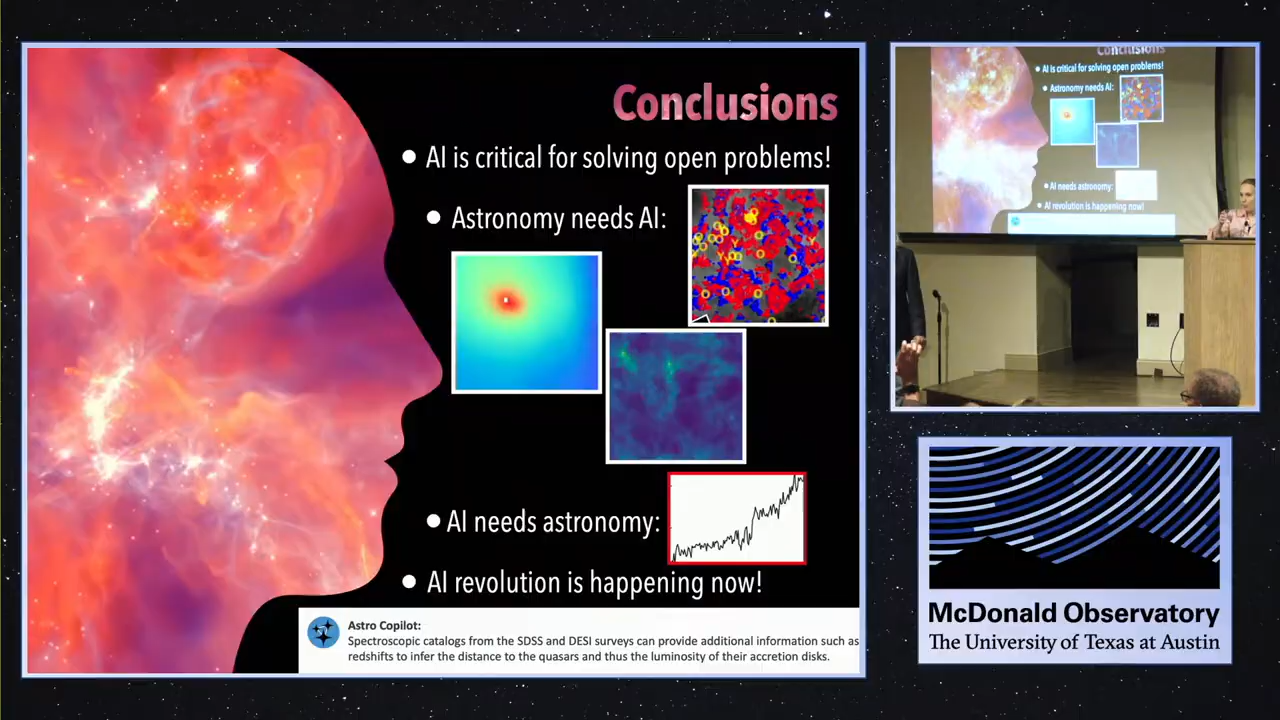 Conclusions
● AI is critical for solving open problems!
● Astronomy needs AI:
● AI needs astronomy:
● AI revolution is happening now!
Astro Copilot:
Spectroscopic catalogs from the SDSS and DESI surveys can provide additional information such as
redshifts to infer the distance to the quasars and thus the luminosity of their accretion disks.
Conclusions
● AI is critical for solving open problems!
● Astronomy needs AI:
● AI needs astronomy:
● AI revolution is happening now!
McDonald Observatory
The University of Texas at Austin